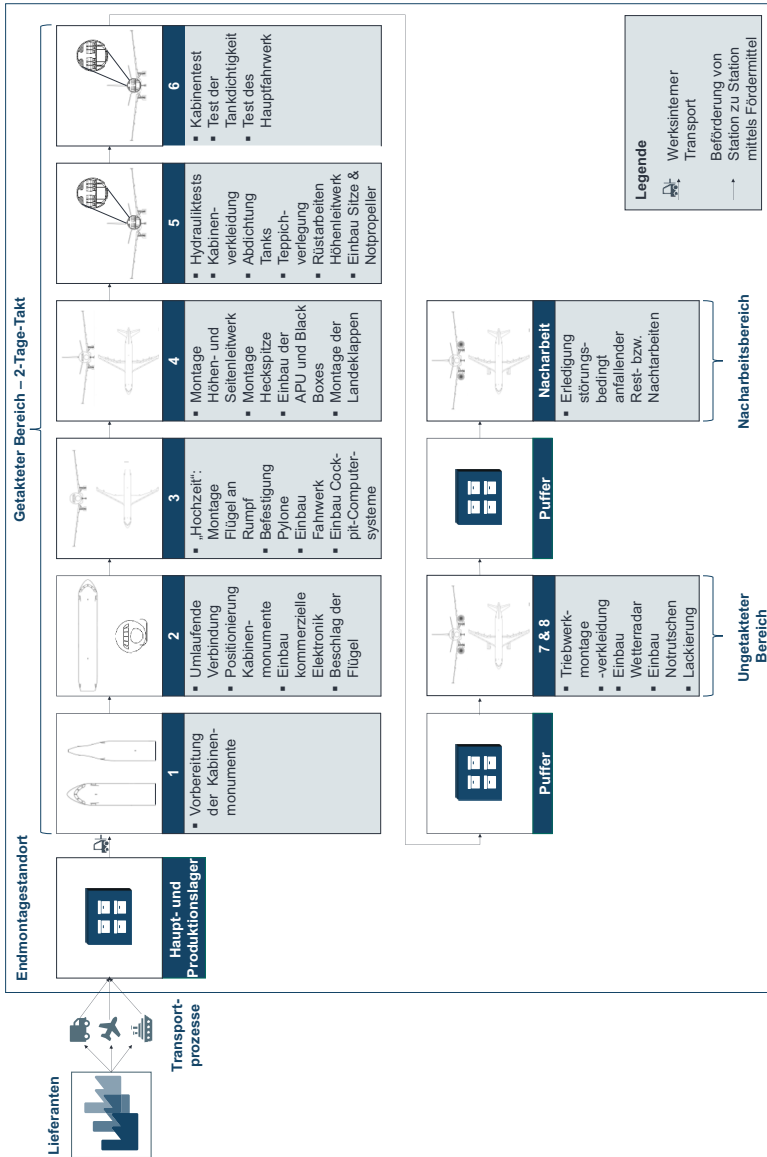 Lieferanten
Transport-
prozesse
Endmontagestandort
Haupt- und
Produktionslager
Getakteter Bereich – 2-Tage-Takt
1
▪ Vorbereitung
der Kabinen-
monumente
2
▪ Umlaufende
Verbindung
▪ Positionierung
Kabinen-
monumente
▪ Einbau
kommerzielle
Elektronik
▪ Beschlag der
Flügel
3
▪ „Hochzeit“:
Montage
Flügel an
Rumpf
▪ Befestigung
Pylone
▪ Einbau
Fahrwerk
▪ Einbau Cock-
pit-Computer-
systeme
4
▪ Montage
Höhen- und
Seitenleitwerk
▪ Montage
Heckspitze
▪ Einbau der
APU und Black
Boxes
▪ Montage der
Landeklappen
5
▪ Hydrauliktests
▪ Kabinen-
verkleidung
▪ Abdichtung
Tanks
▪ Teppich-
verlegung
▪ Rüstarbeiten
Höhenleitwerk
▪ Einbau Sitze &
Notpropeller
6
▪ Kabinentest
▪ Test der
Tankdichtigkeit
▪ Test des
Hauptfahrwerk
Puffer
7 & 8
▪ Triebwerk-
montage
▪ -verkleidung
▪ Einbau
Wetterradar
▪ Einbau
Notrutschen
▪ Lackierung
Ungetakteter
Bereich
Puffer
Nacharbeit
▪ Erledigung
störungs-
bedingt
anfallender
Rest- bzw.
Nachtarbeiten
Nacharbeitsbereich
Legende
Werksinterner
Transport
Beförderung von
Station zu Station
mittels Fördermittel